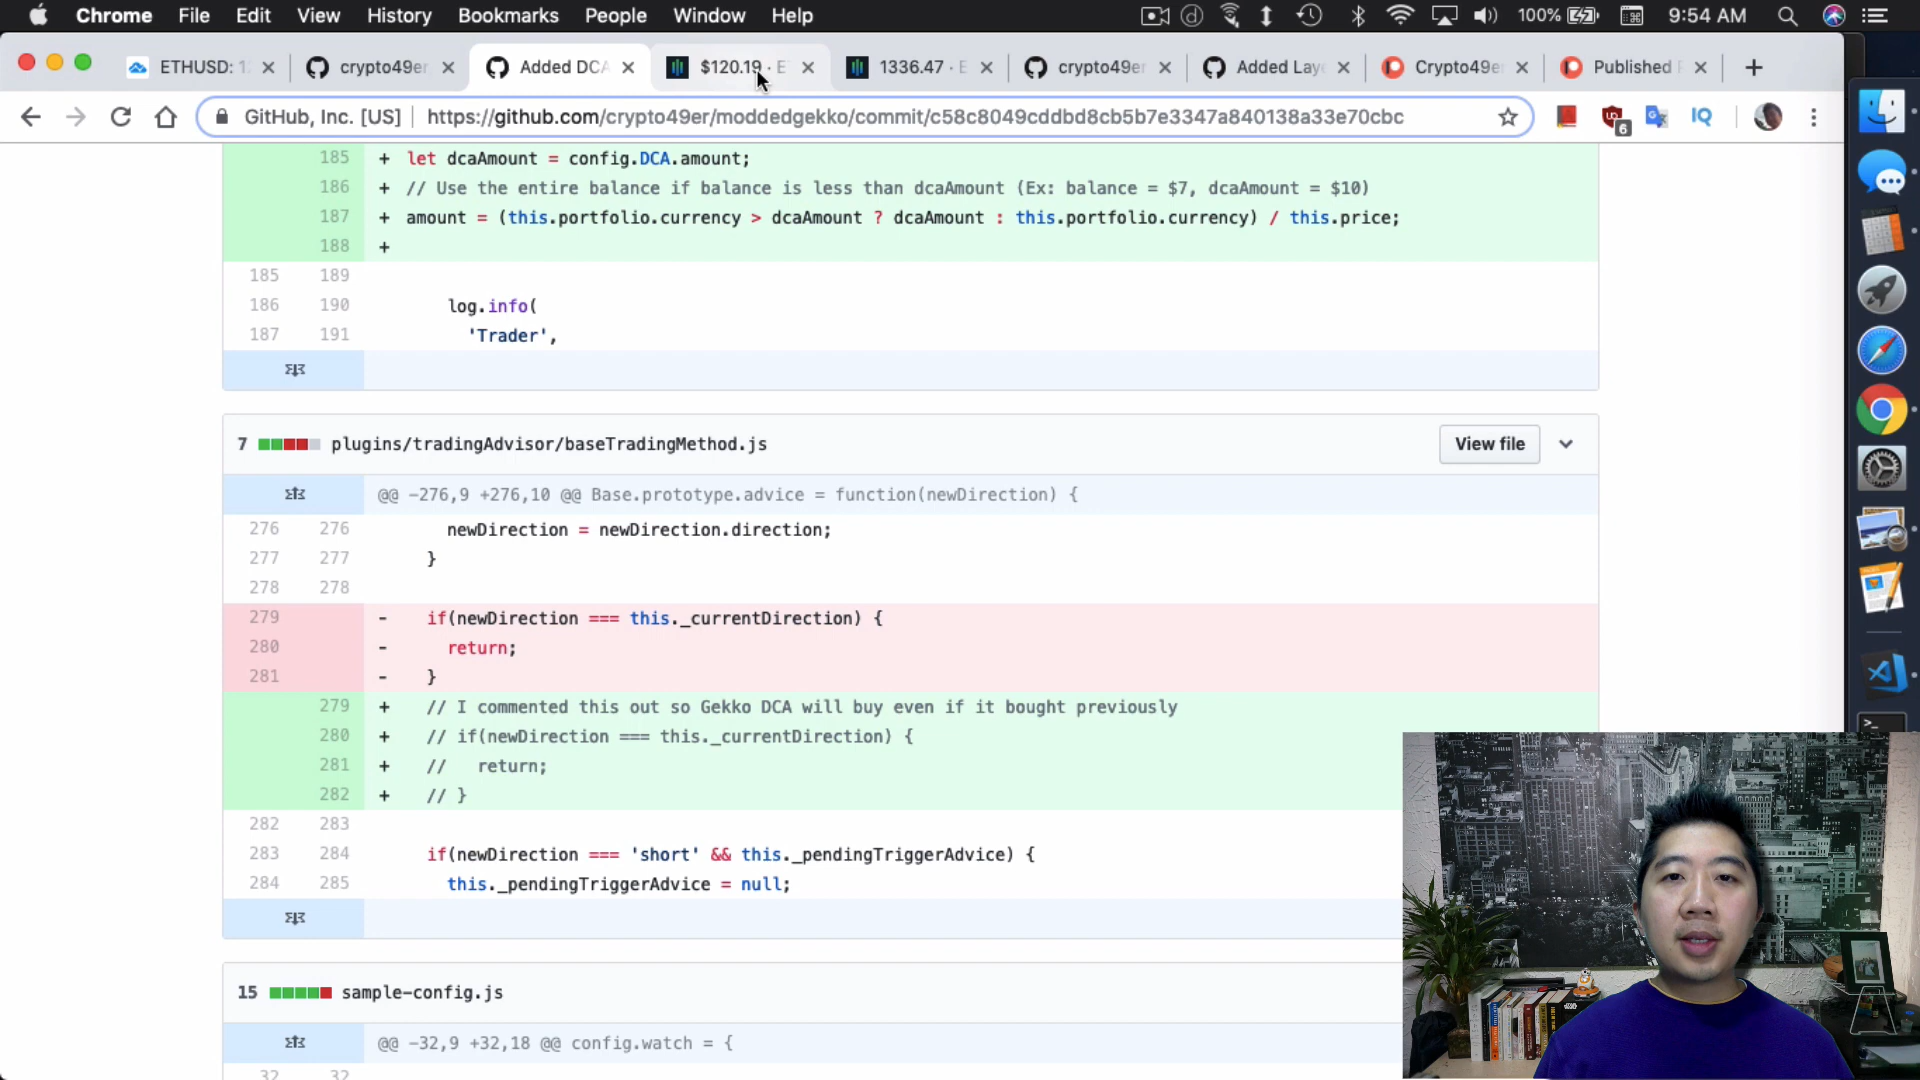 Chrome File Edit View History Bookmarks People Window Help 100% 9:54 AM
ETHUSD: 1 crypto49er Added DCA $120.19 · E 1336.47 · E crypto49er Added Lay Crypto49e Published
GitHub, Inc. [US] https://github.com/crypto49er/moddedgekko/commit/c58c8049cddbd8cb5b7e3347a840138a33e70cbc 6 IQ
185 + let dcaAmount = config.DCA.amount;
186 + // Use the entire balance if balance is less than dcaAmount (Ex: balance = $7, dcaAmount = $10)
187 + amount = (this.portfolio.currency > dcaAmount ? dcaAmount : this.portfolio.currency) / this.price;
188 +
185 189
186 190 log.info(
187 191 'Trader',
7 plugins/tradingAdvisor/baseTradingMethod.js View file
@@ -276,9 +276,10 @@ Base.prototype.advice = function(newDirection) {
276 276 newDirection = newDirection.direction;
277 277 }
278 278
279 - if(newDirection === this._currentDirection) {
280 - return;
281 - }
279 + // I commented this out so Gekko DCA will buy even if it bought previously
280 + // if(newDirection === this._currentDirection) {
281 + // return;
282 + // }
282 283
283 284 if(newDirection === 'short' && this._pendingTriggerAdvice) {
284 285 this._pendingTriggerAdvice = null;
15 sample-config.js
@@ -32,9 +32,18 @@ config.watch = {
32 32